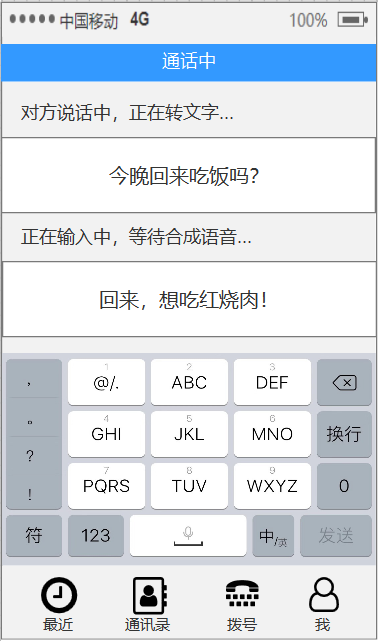 中国移动 4G 100%
通话中
对方说话中，正在转文字...
今晚回来吃饭吗？
正在输入中，等待合成语音...
回来，想吃红烧肉！
，
。
？
！
1 @/. 2 ABC 3 DEF
4 GHI 5 JKL 6 MNO 换行
7 PQRS 8 TUV 9 WXYZ 0
符 123 中/英 发送
最近 通讯录 拨号 我